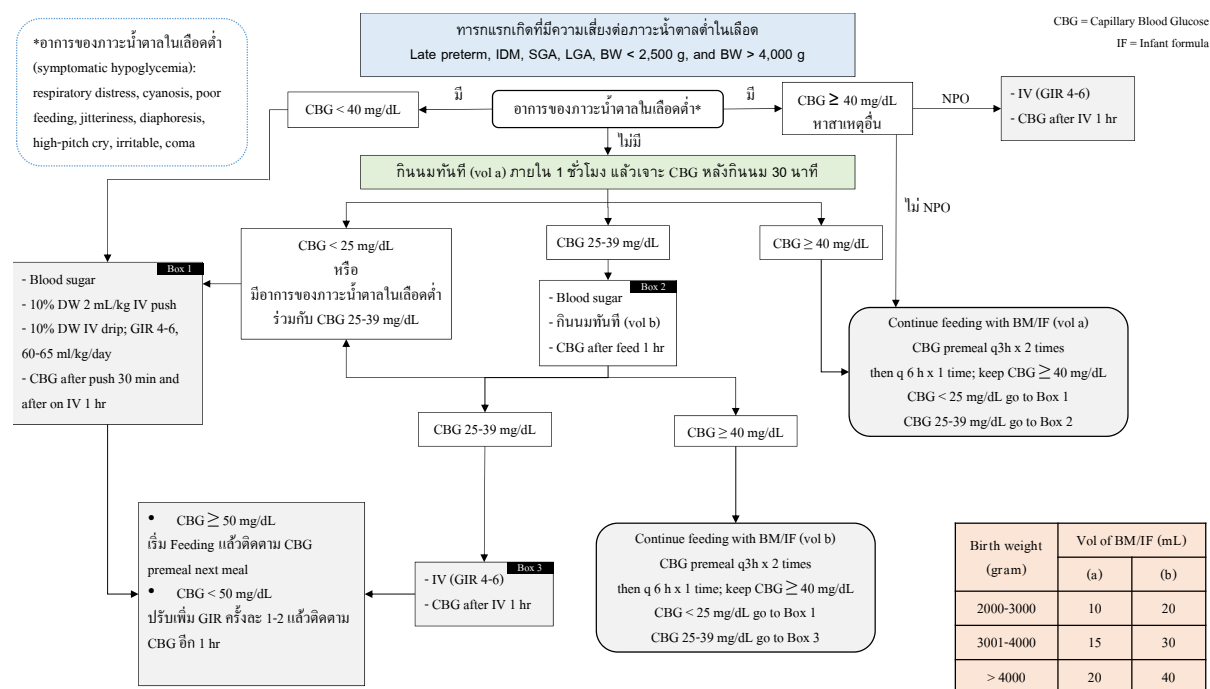 CBG = Capillary Blood Glucose
IF = Infant formula
*อาการของภาวะน้ำตาลในเลือดต่ำ
(symptomatic hypoglycemia):
respiratory distress, cyanosis, poor
feeding, jitteriness, diaphoresis,
high-pitch cry, irritable, coma
ทารกแรกเกิดที่มีความเสี่ยงต่อภาวะน้ำตาลต่ำในเลือด
Late preterm, IDM, SGA, LGA, BW < 2,500 g, and BW > 4,000 g
CBG < 40 mg/dL
มี
อาการของภาวะน้ำตาลในเลือดต่ำ*
มี
CBG ≥ 40 mg/dL
หาสาเหตุอื่น
NPO
- IV (GIR 4-6)
- CBG after IV 1 hr
ไม่มี
กินนมทันที (vol a) ภายใน 1 ชั่วโมง แล้วเจาะ CBG หลังกินนม 30 นาที
ไม่ NPO
CBG < 25 mg/dL
หรือ
มีอาการของภาวะน้ำตาลในเลือดต่ำ
ร่วมกับ CBG 25-39 mg/dL
CBG 25-39 mg/dL
CBG ≥ 40 mg/dL
Box 1
- Blood sugar
- 10% DW 2 mL/kg IV push
- 10% DW IV drip; GIR 4-6,
60-65 ml/kg/day
- CBG after push 30 min and
after on IV 1 hr
Box 2
- Blood sugar
- กินนมทันที (vol b)
- CBG after feed 1 hr
Continue feeding with BM/IF (vol a)
CBG premeal q3h x 2 times
then q 6 h x 1 time; keep CBG ≥ 40 mg/dL
CBG < 25 mg/dL go to Box 1
CBG 25-39 mg/dL go to Box 2
CBG 25-39 mg/dL
CBG ≥ 40 mg/dL
• CBG ≥ 50 mg/dL
เริ่ม Feeding แล้วติดตาม CBG
premeal next meal
• CBG < 50 mg/dL
ปรับเพิ่ม GIR ครั้งละ 1-2 แล้วติดตาม
CBG อีก 1 hr
Box 3
- IV (GIR 4-6)
- CBG after IV 1 hr
Continue feeding with BM/IF (vol b)
CBG premeal q3h x 2 times
then q 6 h x 1 time; keep CBG ≥ 40 mg/dL
CBG < 25 mg/dL go to Box 1
CBG 25-39 mg/dL go to Box 3
Birth weight
(gram)
Vol of BM/IF (mL)
(a) (b)
2000-3000 10 20
3001-4000 15 30
> 4000 20 40